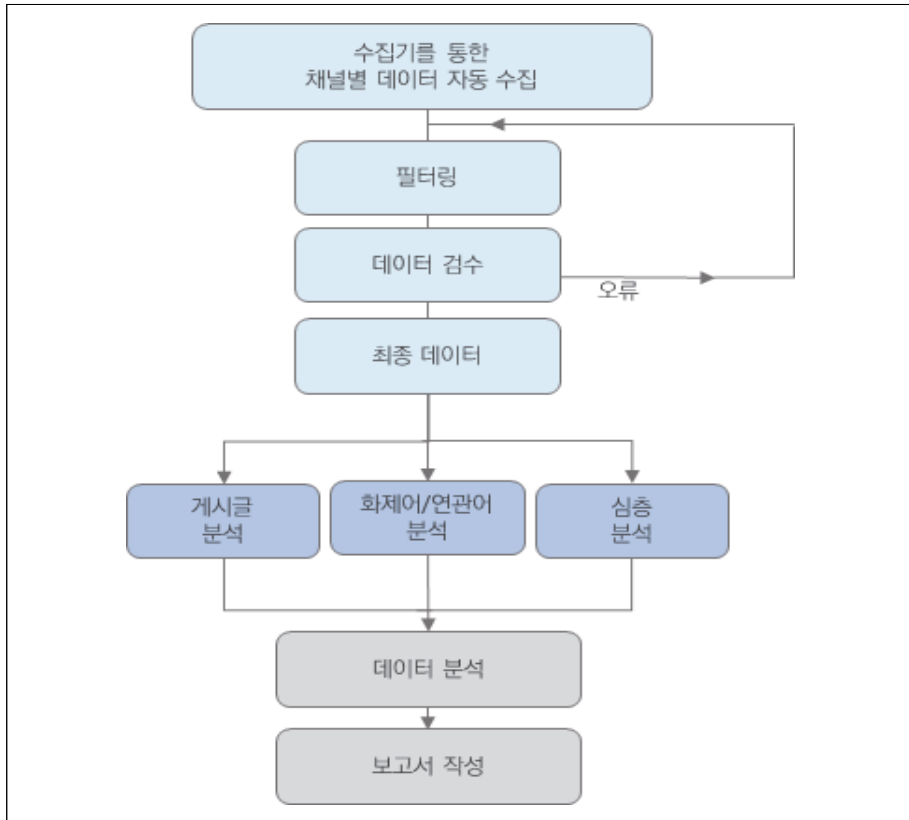 수집기를 통한
채널별 데이터 자동 수집
필터링
데이터 검수
오류
최종 데이터
게시글
분석
화제어/연관어
분석
심층
분석
데이터 분석
보고서 작성